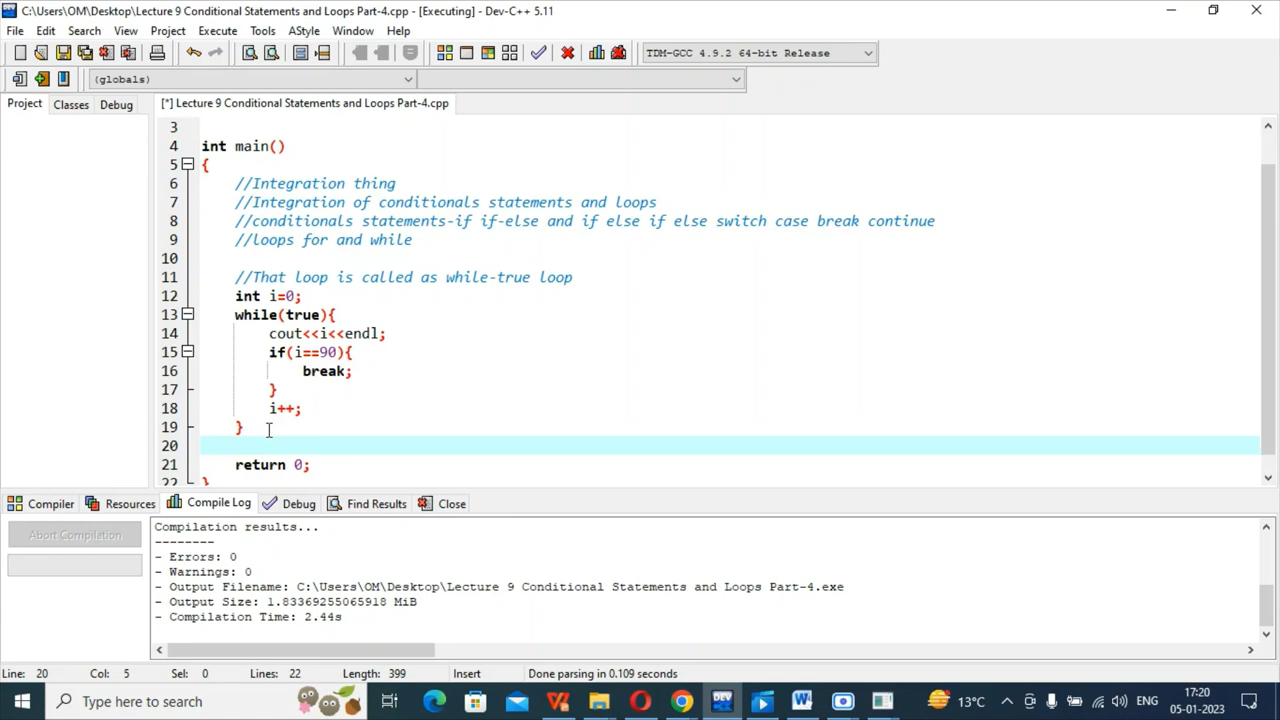 C:\Users\OM\Desktop\Lecture 9 Conditional Statements and Loops Part-4.cpp - [Executing] - Dev-C++ 5.11
File Edit Search View Project Execute Tools AStyle Window Help
TDM-GCC 4.9.2 64-bit Release
(globals)
Project Classes Debug [*] Lecture 9 Conditional Statements and Loops Part-4.cpp
3
4 int main()
5 {
6 //Integration thing
7 //Integration of conditionals statements and loops
8 //conditionals statements-if if-else and if else if else switch case break continue
9 //loops for and while
10
11 //That loop is called as while-true loop
12 int i=0;
13 while(true){
14 cout<<i<<endl;
15 if(i==90){
16 break;
17 }
18 i++;
19 }
20
21 return 0;
22 }
Compiler Resources Compile Log Debug Find Results Close
Abort Compilation
Compilation results...
--------
- Errors: 0
- Warnings: 0
- Output Filename: C:\Users\OM\Desktop\Lecture 9 Conditional Statements and Loops Part-4.exe
- Output Size: 1.83369255065918 MiB
- Compilation Time: 2.44s
Line: 20 Col: 5 Sel: 0 Lines: 22 Length: 399 Insert Done parsing in 0.109 seconds
Type here to search DEV W 13°C ENG 17:20
05-01-2023